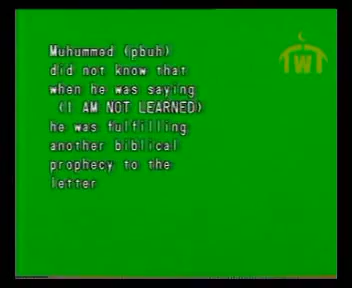 Muhummed (pbuh)
did not know that
when he was saying
(I AM NOT LEARNED)
he was fulfilling
another biblical
prophecy to the
letter
IWT